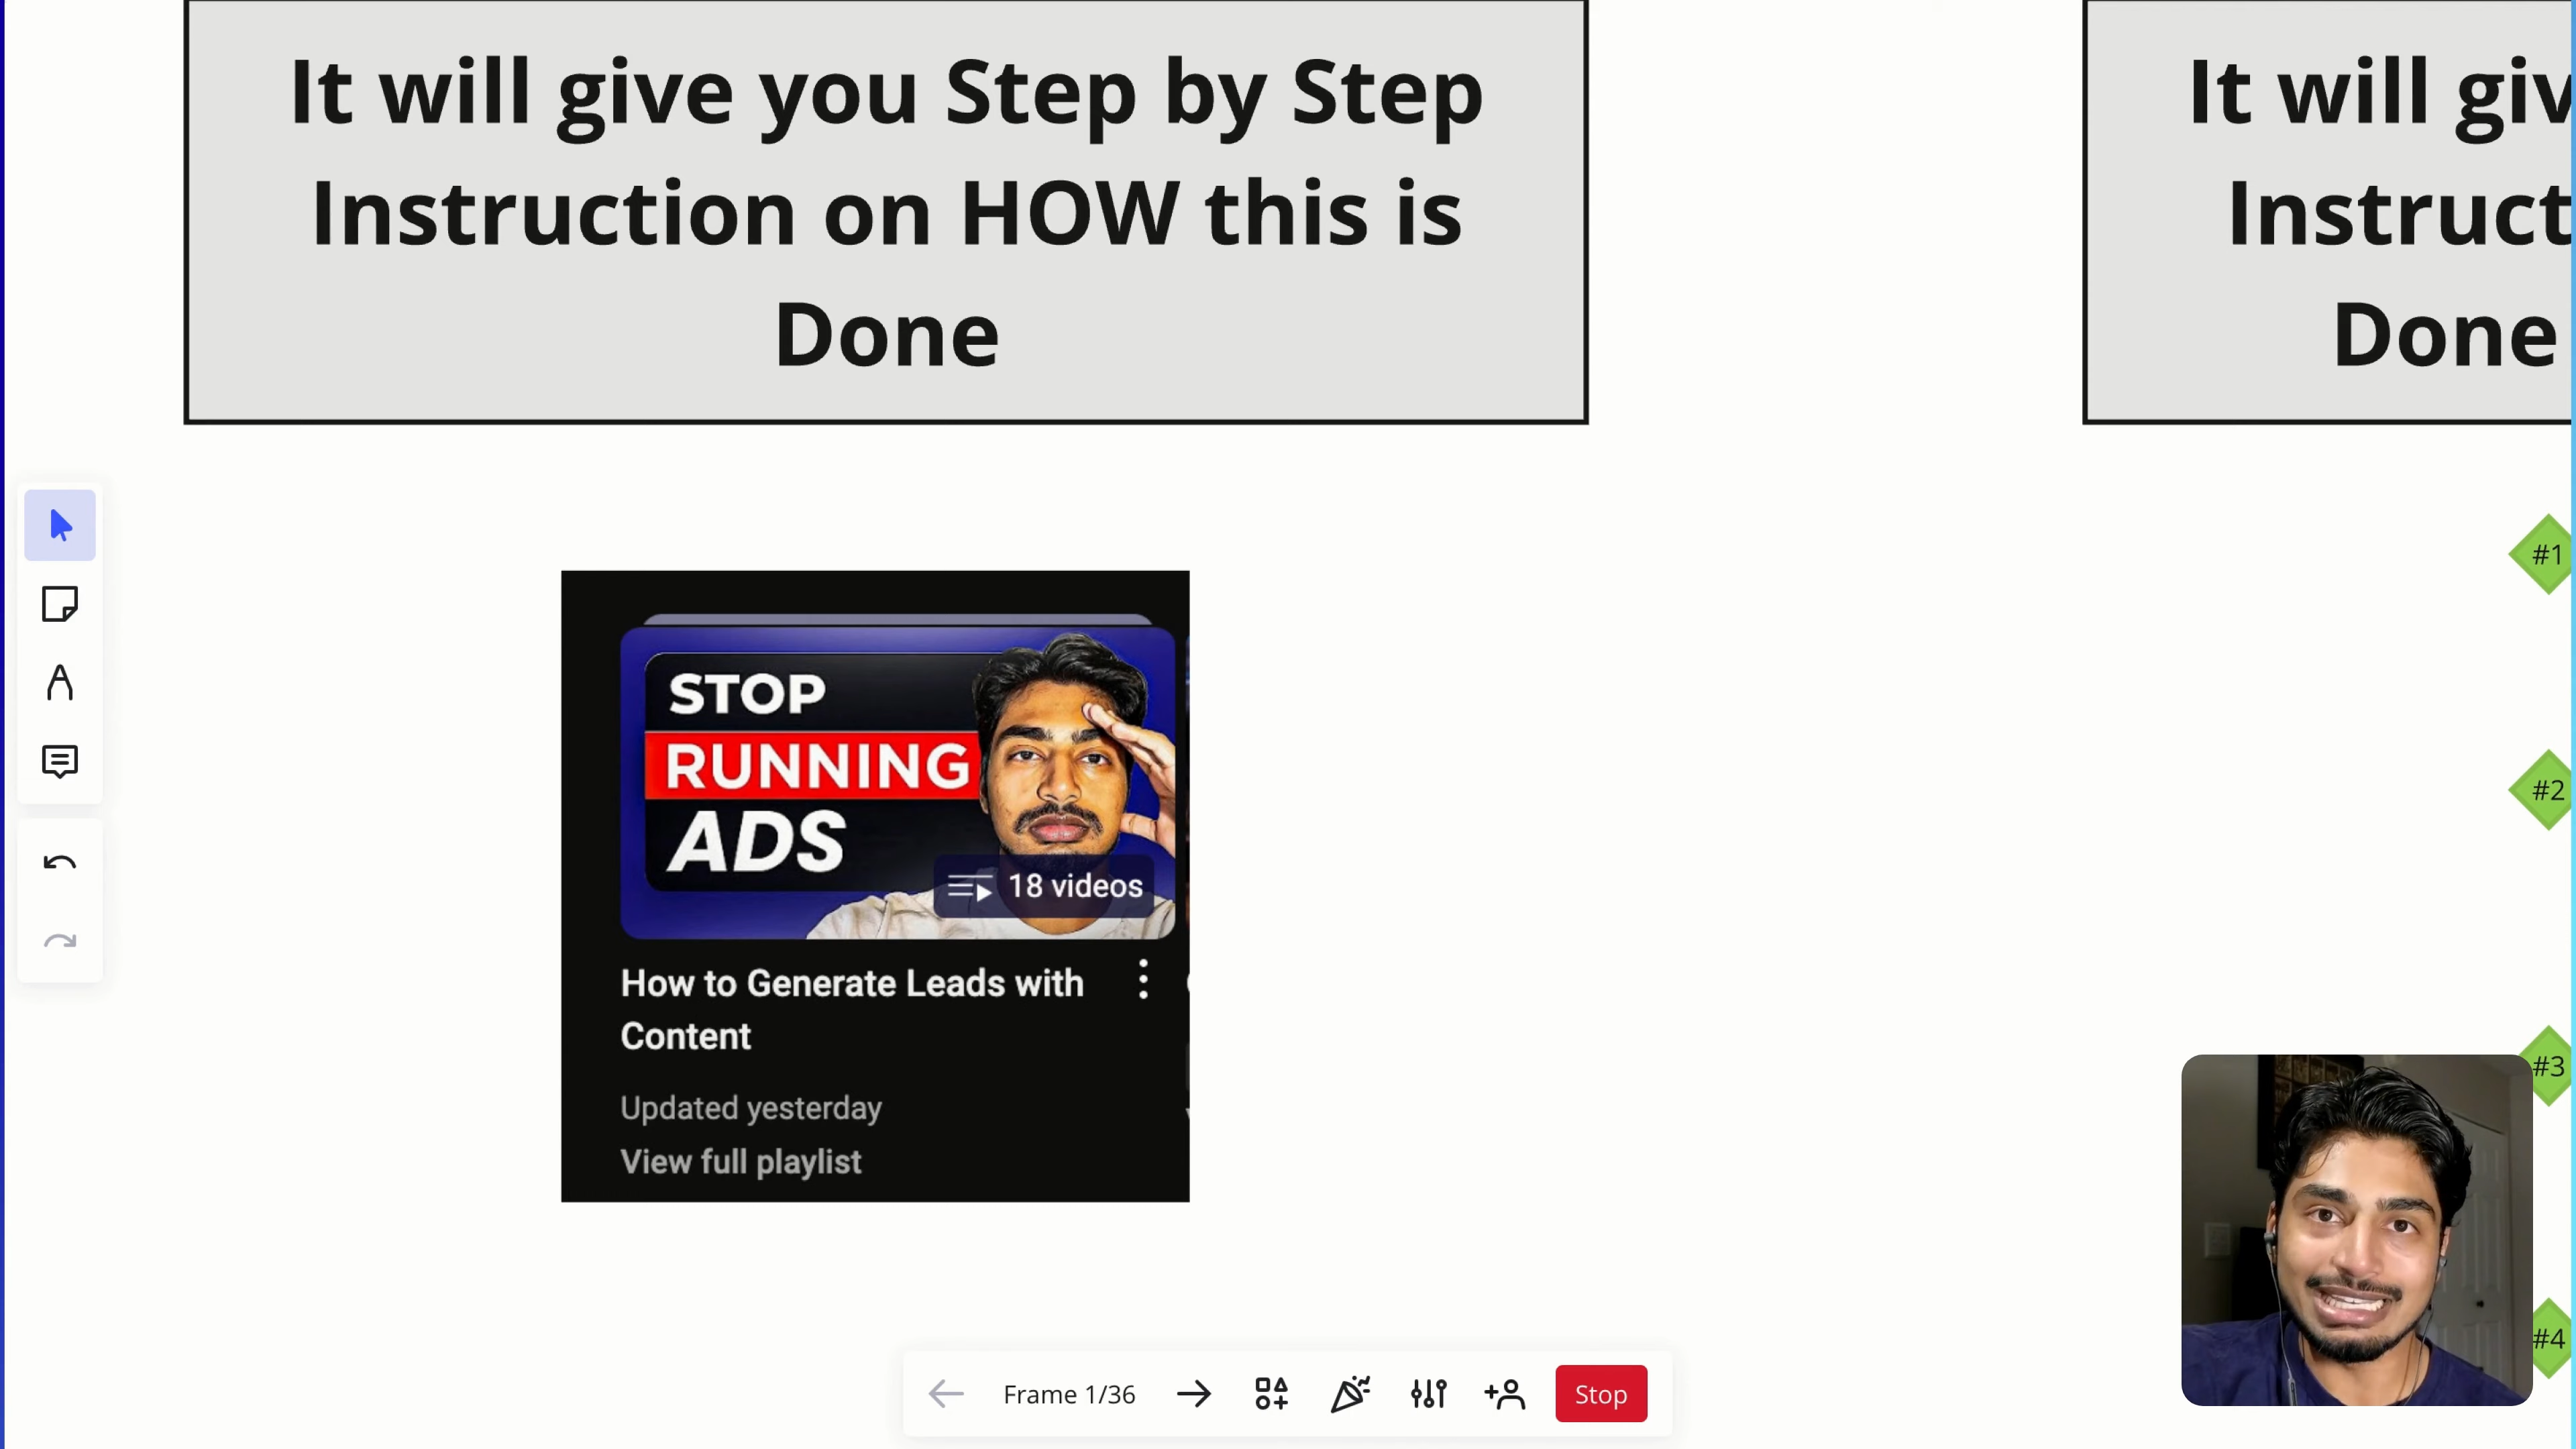 It will give you Step by Step
Instruction on HOW this is
Done
It will giv
Instruct
Done
#1
#2
#3
#4
STOP
RUNNING
ADS
18 videos
How to Generate Leads with
Content
Updated yesterday
View full playlist
Frame 1/36
Stop